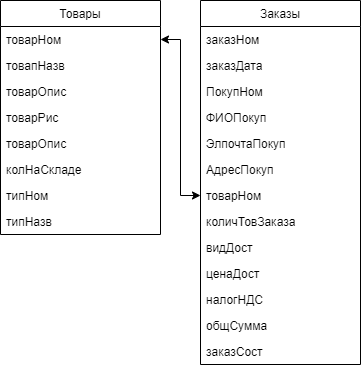 Товары
товарНом
товапНазв
товарОпис
товарРис
товарОпис
колНаСкладе
типНом
типНазв
Заказы
заказНом
заказДата
ПокупНом
ФИОПокуп
ЭлпочтаПокуп
АдресПокуп
товарНом
количТовЗаказа
видДост
ценаДост
налогНДС
общСумма
заказСост